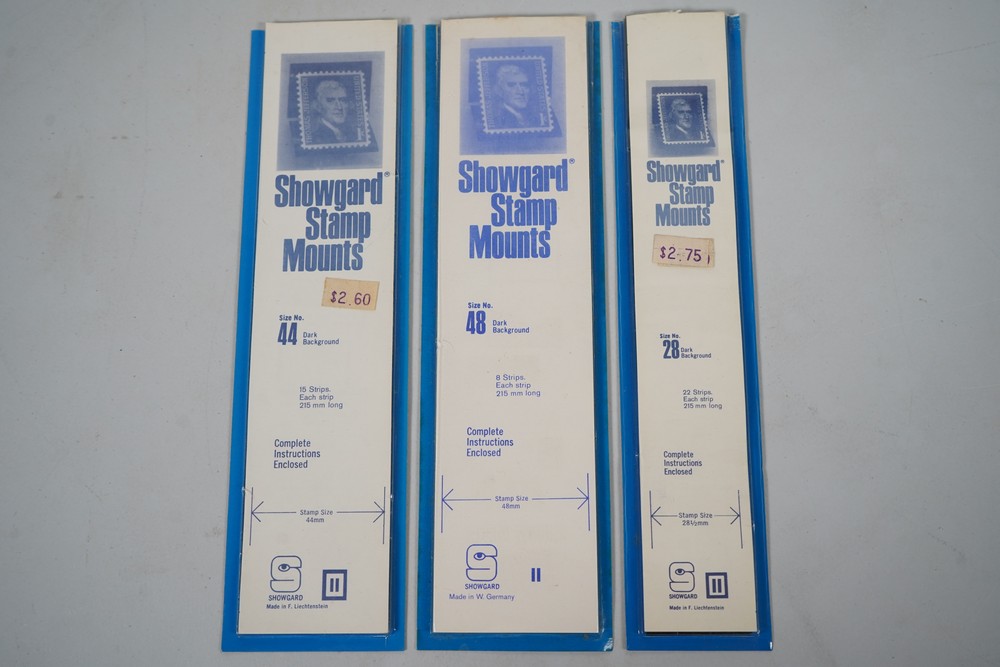 Showgard®
Stamp
Mounts
$2.60
Size No.
44 Dark
Background
15 Strips.
Each strip
215 mm long
Complete
Instructions
Enclosed
Stamp Size
44mm
S
SHOWGARD
II
Made in F. Liechtenstein
Showgard®
Stamp
Mounts
Size No.
48 Dark
Background
8 Strips.
Each strip
215 mm long
Complete
Instructions
Enclosed
Stamp Size
48mm
S
SHOWGARD
II
Made in W. Germany
Showgard®
Stamp
Mounts
$2.75
Size No.
28 Dark
Background
22 Strips.
Each strip
215 mm long
Complete
Instructions
Enclosed
Stamp Size
28½mm
S
SHOWGARD
II
Made in F. Liechtenstein